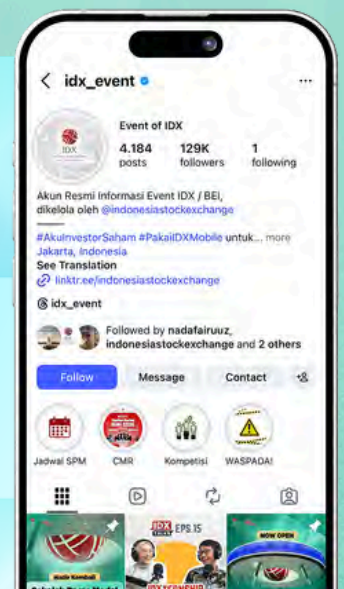 idx_event
IDX
Event of IDX
4.184 129K 1
posts followers following
Akun Resmi Informasi Event IDX / BEI,
dikelola oleh @indonesiastockexchange
#AkuInvestorSaham #PakaiIDXMobile untuk... more
Jakarta, Indonesia
See Translation
linktr.ee/indonesiastockexchange
idx_event
Followed by nadafairuuz,
indonesiastockexchange and 2 others
Follow Message Contact
Jadwal SPM CMR Kompetisi WASPADA!
EPS.15
NOW OPEN
Hadir Kembali